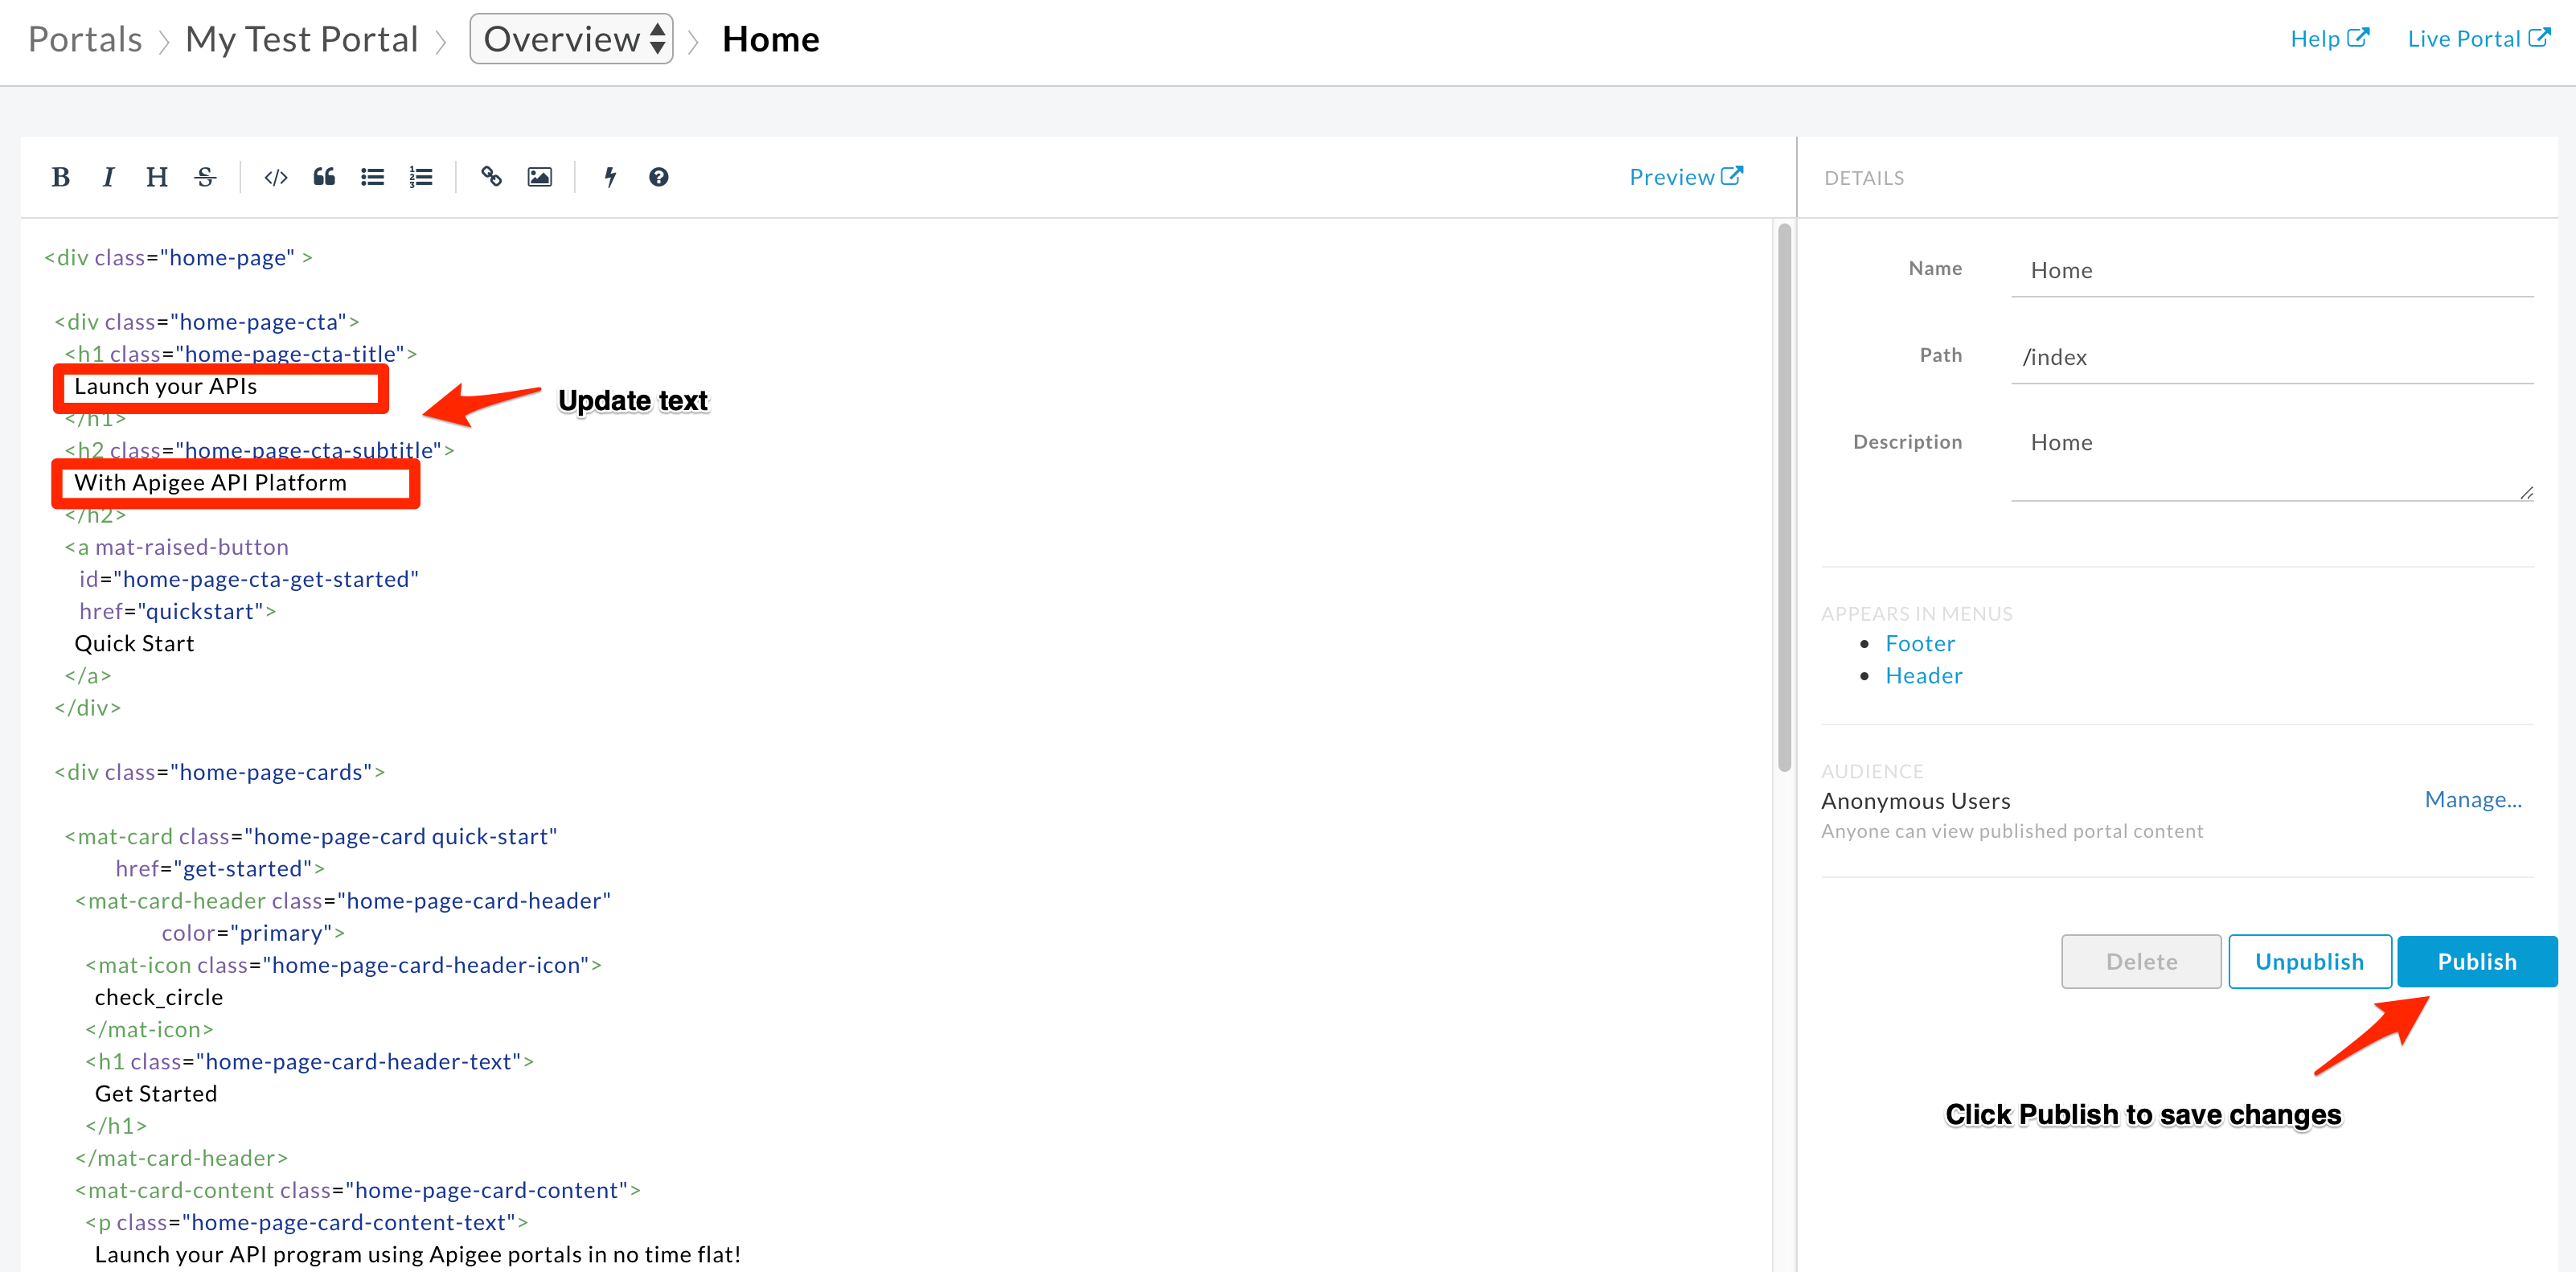 Portals > My Test Portal > Overview > Home
Help Live Portal
B I H S </> Preview
<div class="home-page" >
<div class="home-page-cta">
<h1 class="home-page-cta-title">
Launch your APIs
Update text
</h1>
<h2 class="home-page-cta-subtitle">
With Apigee API Platform
</h2>
<a mat-raised-button
id="home-page-cta-get-started"
href="quickstart">
Quick Start
</a>
</div>
<div class="home-page-cards">
<mat-card class="home-page-card quick-start"
href="get-started">
<mat-card-header class="home-page-card-header"
color="primary">
<mat-icon class="home-page-card-header-icon">
check_circle
</mat-icon>
<h1 class="home-page-card-header-text">
Get Started
</h1>
</mat-card-header>
<mat-card-content class="home-page-card-content">
<p class="home-page-card-content-text">
Launch your API program using Apigee portals in no time flat!
DETAILS
Name Home
Path /index
Description Home
APPEARS IN MENUS
• Footer
• Header
AUDIENCE
Anonymous Users Manage...
Anyone can view published portal content
Delete Unpublish Publish
Click Publish to save changes